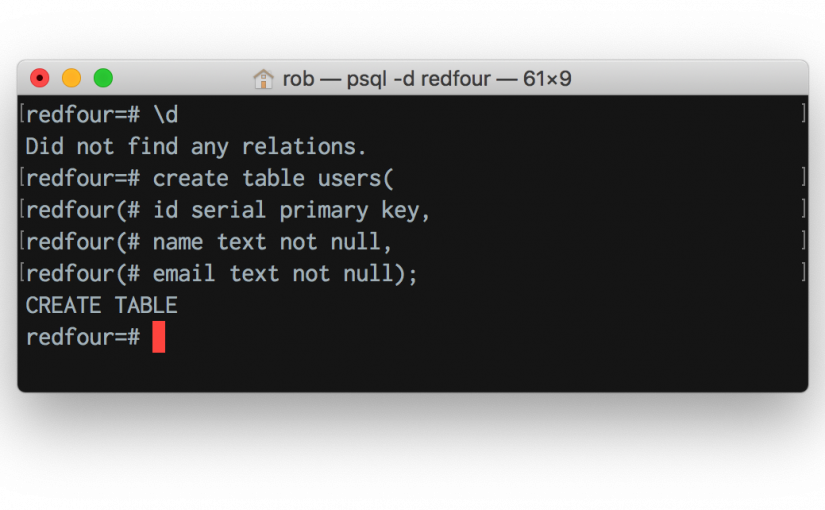 rob — psql -d redfour — 61×9
[redfour=# \d ]
Did not find any relations.
[redfour=# create table users( ]
[redfour(# id serial primary key, ]
[redfour(# name text not null, ]
[redfour(# email text not null); ]
CREATE TABLE
redfour=#